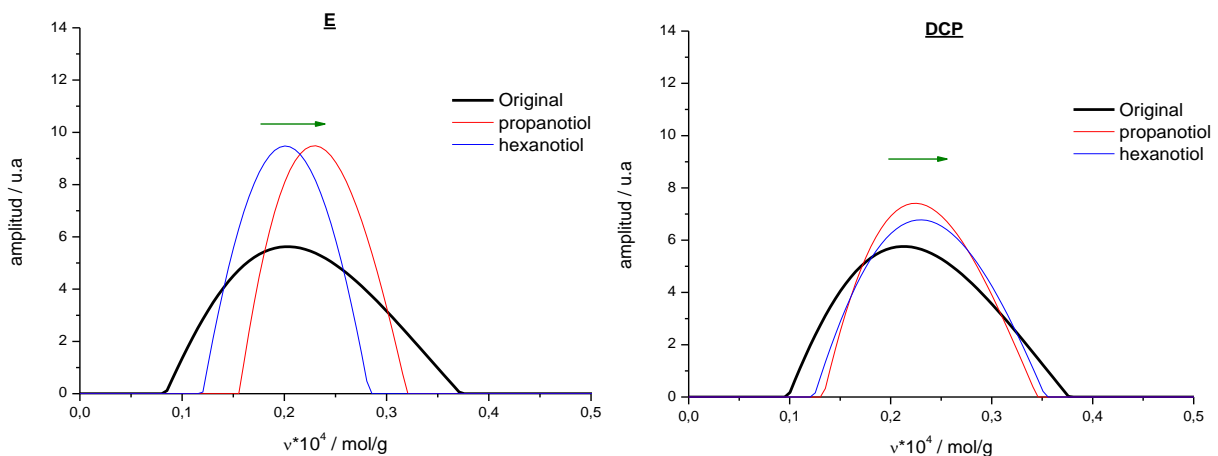 E
14
12
10
8
6
4
2
0
amplitud / u.a
Original
propanotiol
hexanotiol
0,0 0,1 0,2 0,3 0,4 0,5
ν*10⁴ / mol/g
DCP
14
12
10
8
6
4
2
0
amplitud / u.a
Original
propanotiol
hexanotiol
0,0 0,1 0,2 0,3 0,4 0,5
ν*10⁴ / mol/g